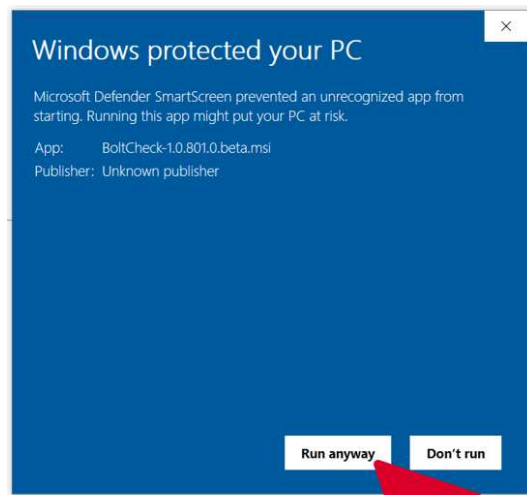 Windows protected your PC
Microsoft Defender SmartScreen prevented an unrecognized app from
starting. Running this app might put your PC at risk.
App: BoltCheck-1.0.801.0.beta.msi
Publisher: Unknown publisher
Run anyway Don't run